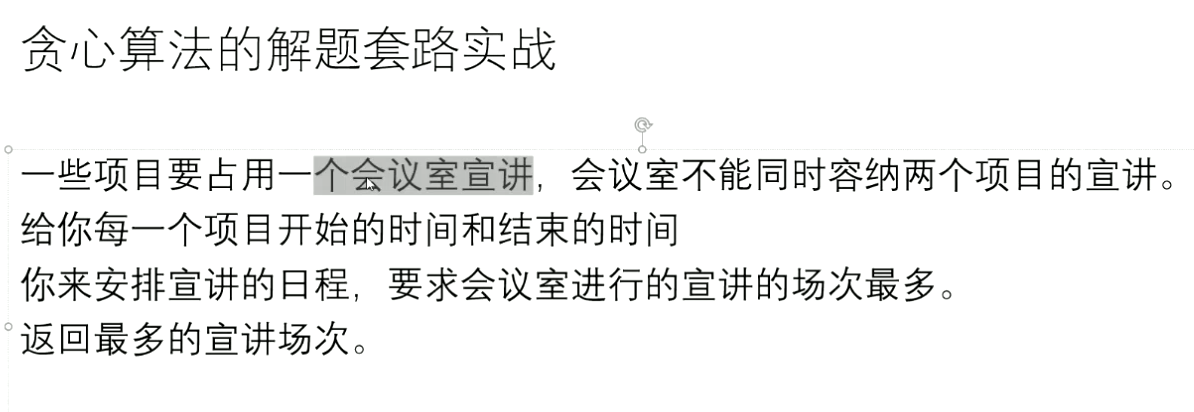 贪心算法的解题套路实战
一些项目要占用一个会议室宣讲，会议室不能同时容纳两个项目的宣讲。
给你每一个项目开始的时间和结束的时间
你来安排宣讲的日程，要求会议室进行的宣讲的场次最多。
返回最多的宣讲场次。